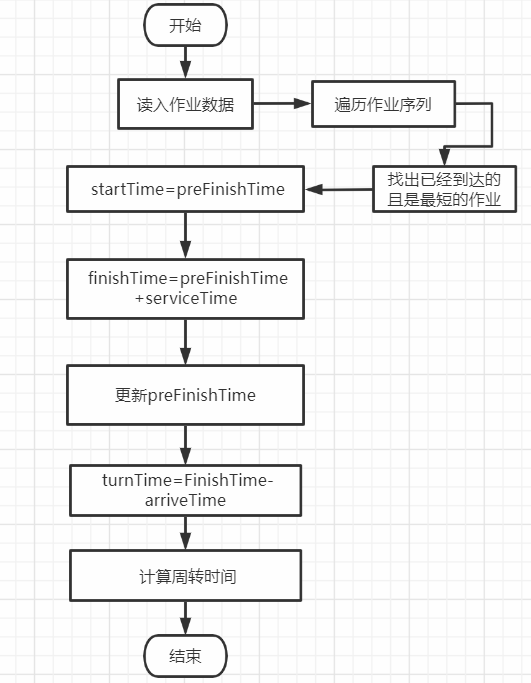 开始
读入作业数据
遍历作业序列
找出已经到达的
且是最短的作业
startTime=preFinishTime
finishTime=preFinishTime
+serviceTime
更新preFinishTime
turnTime=FinishTime-
arriveTime
计算周转时间
结束